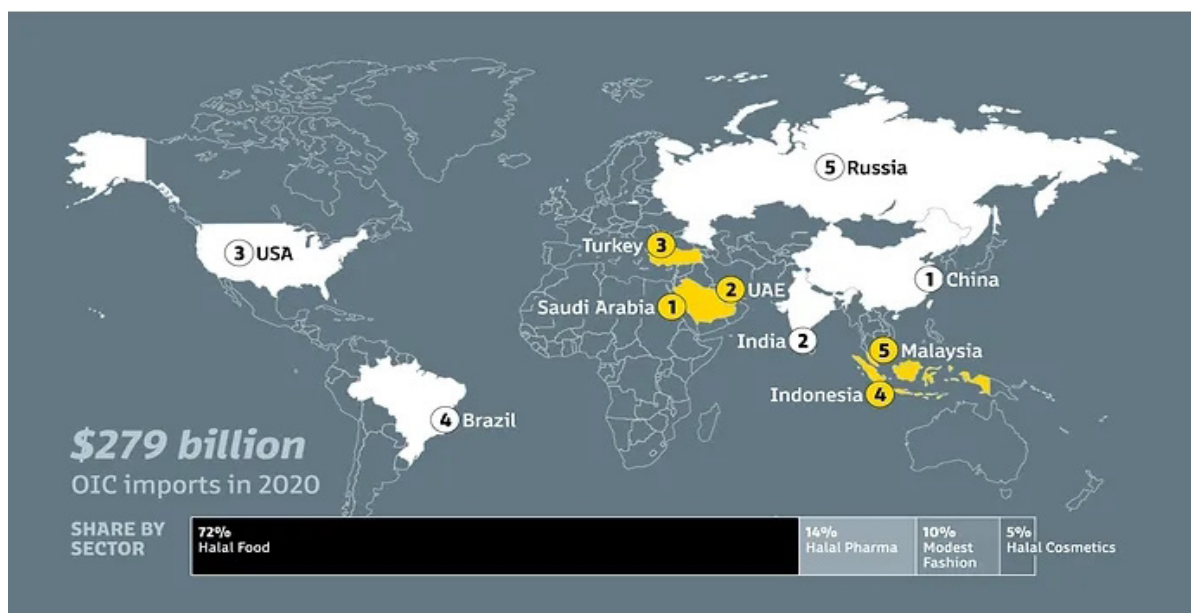 5 Russia
Turkey 3
3 USA
1 China
2 UAE
Saudi Arabia 1
India 2
5 Malaysia
Indonesia 4
4 Brazil
$279 billion
OIC imports in 2020
SHARE BY
SECTOR
72%
Halal Food
14%
Halal Pharma
10%
Modest
Fashion
5%
Halal Cosmetics